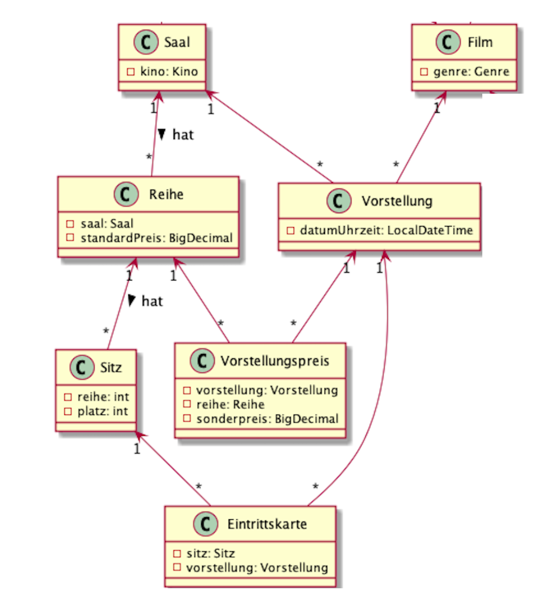 C Saal
kino: Kino
C Film
genre: Genre
1
1
1
hat
*
*
*
C Reihe
saal: Saal
standardPreis: BigDecimal
C Vorstellung
datumUhrzeit: LocalDateTime
1
1
1
1
hat
*
*
*
C Sitz
reihe: int
platz: int
C Vorstellungspreis
vorstellung: Vorstellung
reihe: Reihe
sonderpreis: BigDecimal
1
*
*
C Eintrittskarte
sitz: Sitz
vorstellung: Vorstellung